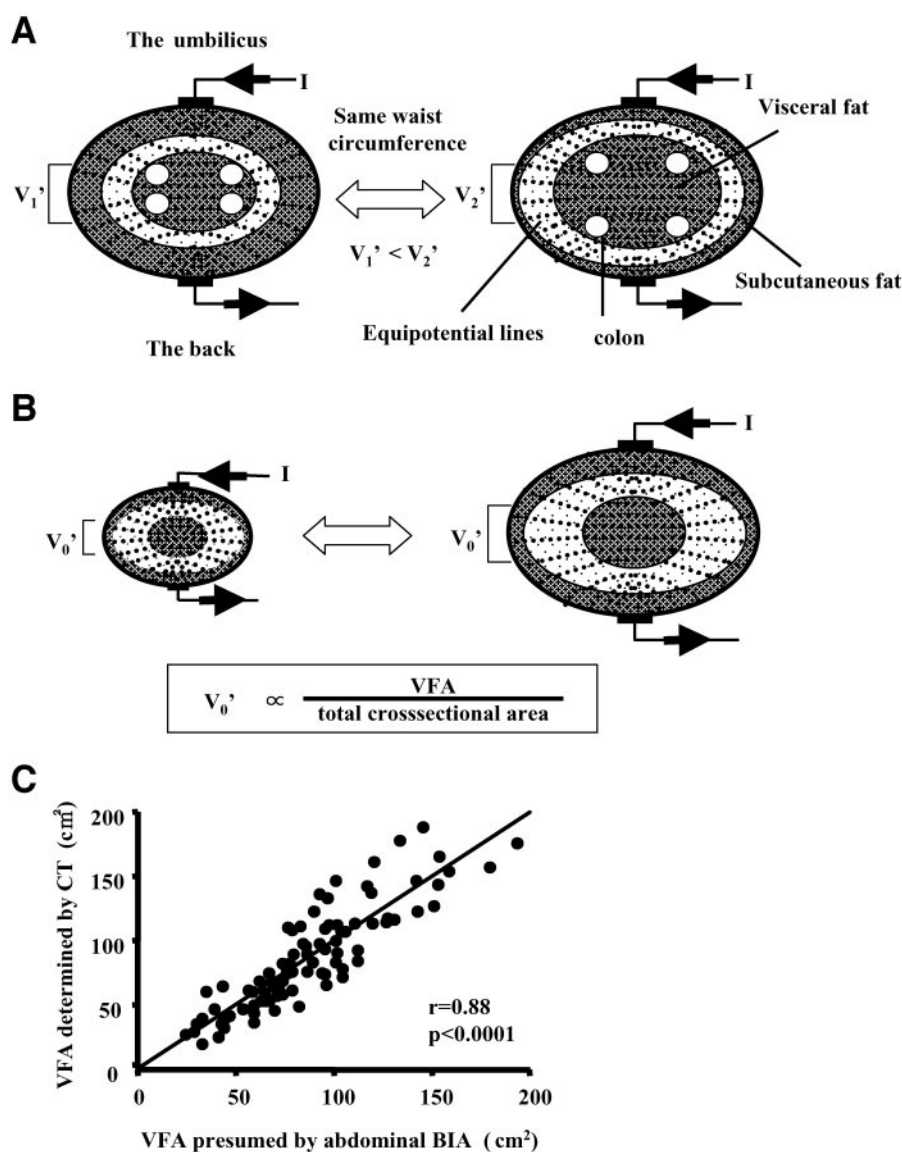 A
The umbilicus
I
Same waist
circumference
Visceral fat
V1'
V2'
V1' < V2'
Subcutaneous fat
Equipotential lines
colon
The back
B
I
I
V0'
V0'
V0' ∝ VFA
total crosssectional area
C
VFA determined by CT (cm2)
200
150
100
50
0
r=0.88
p<0.0001
0 50 100 150 200
VFA presumed by abdominal BIA (cm2)